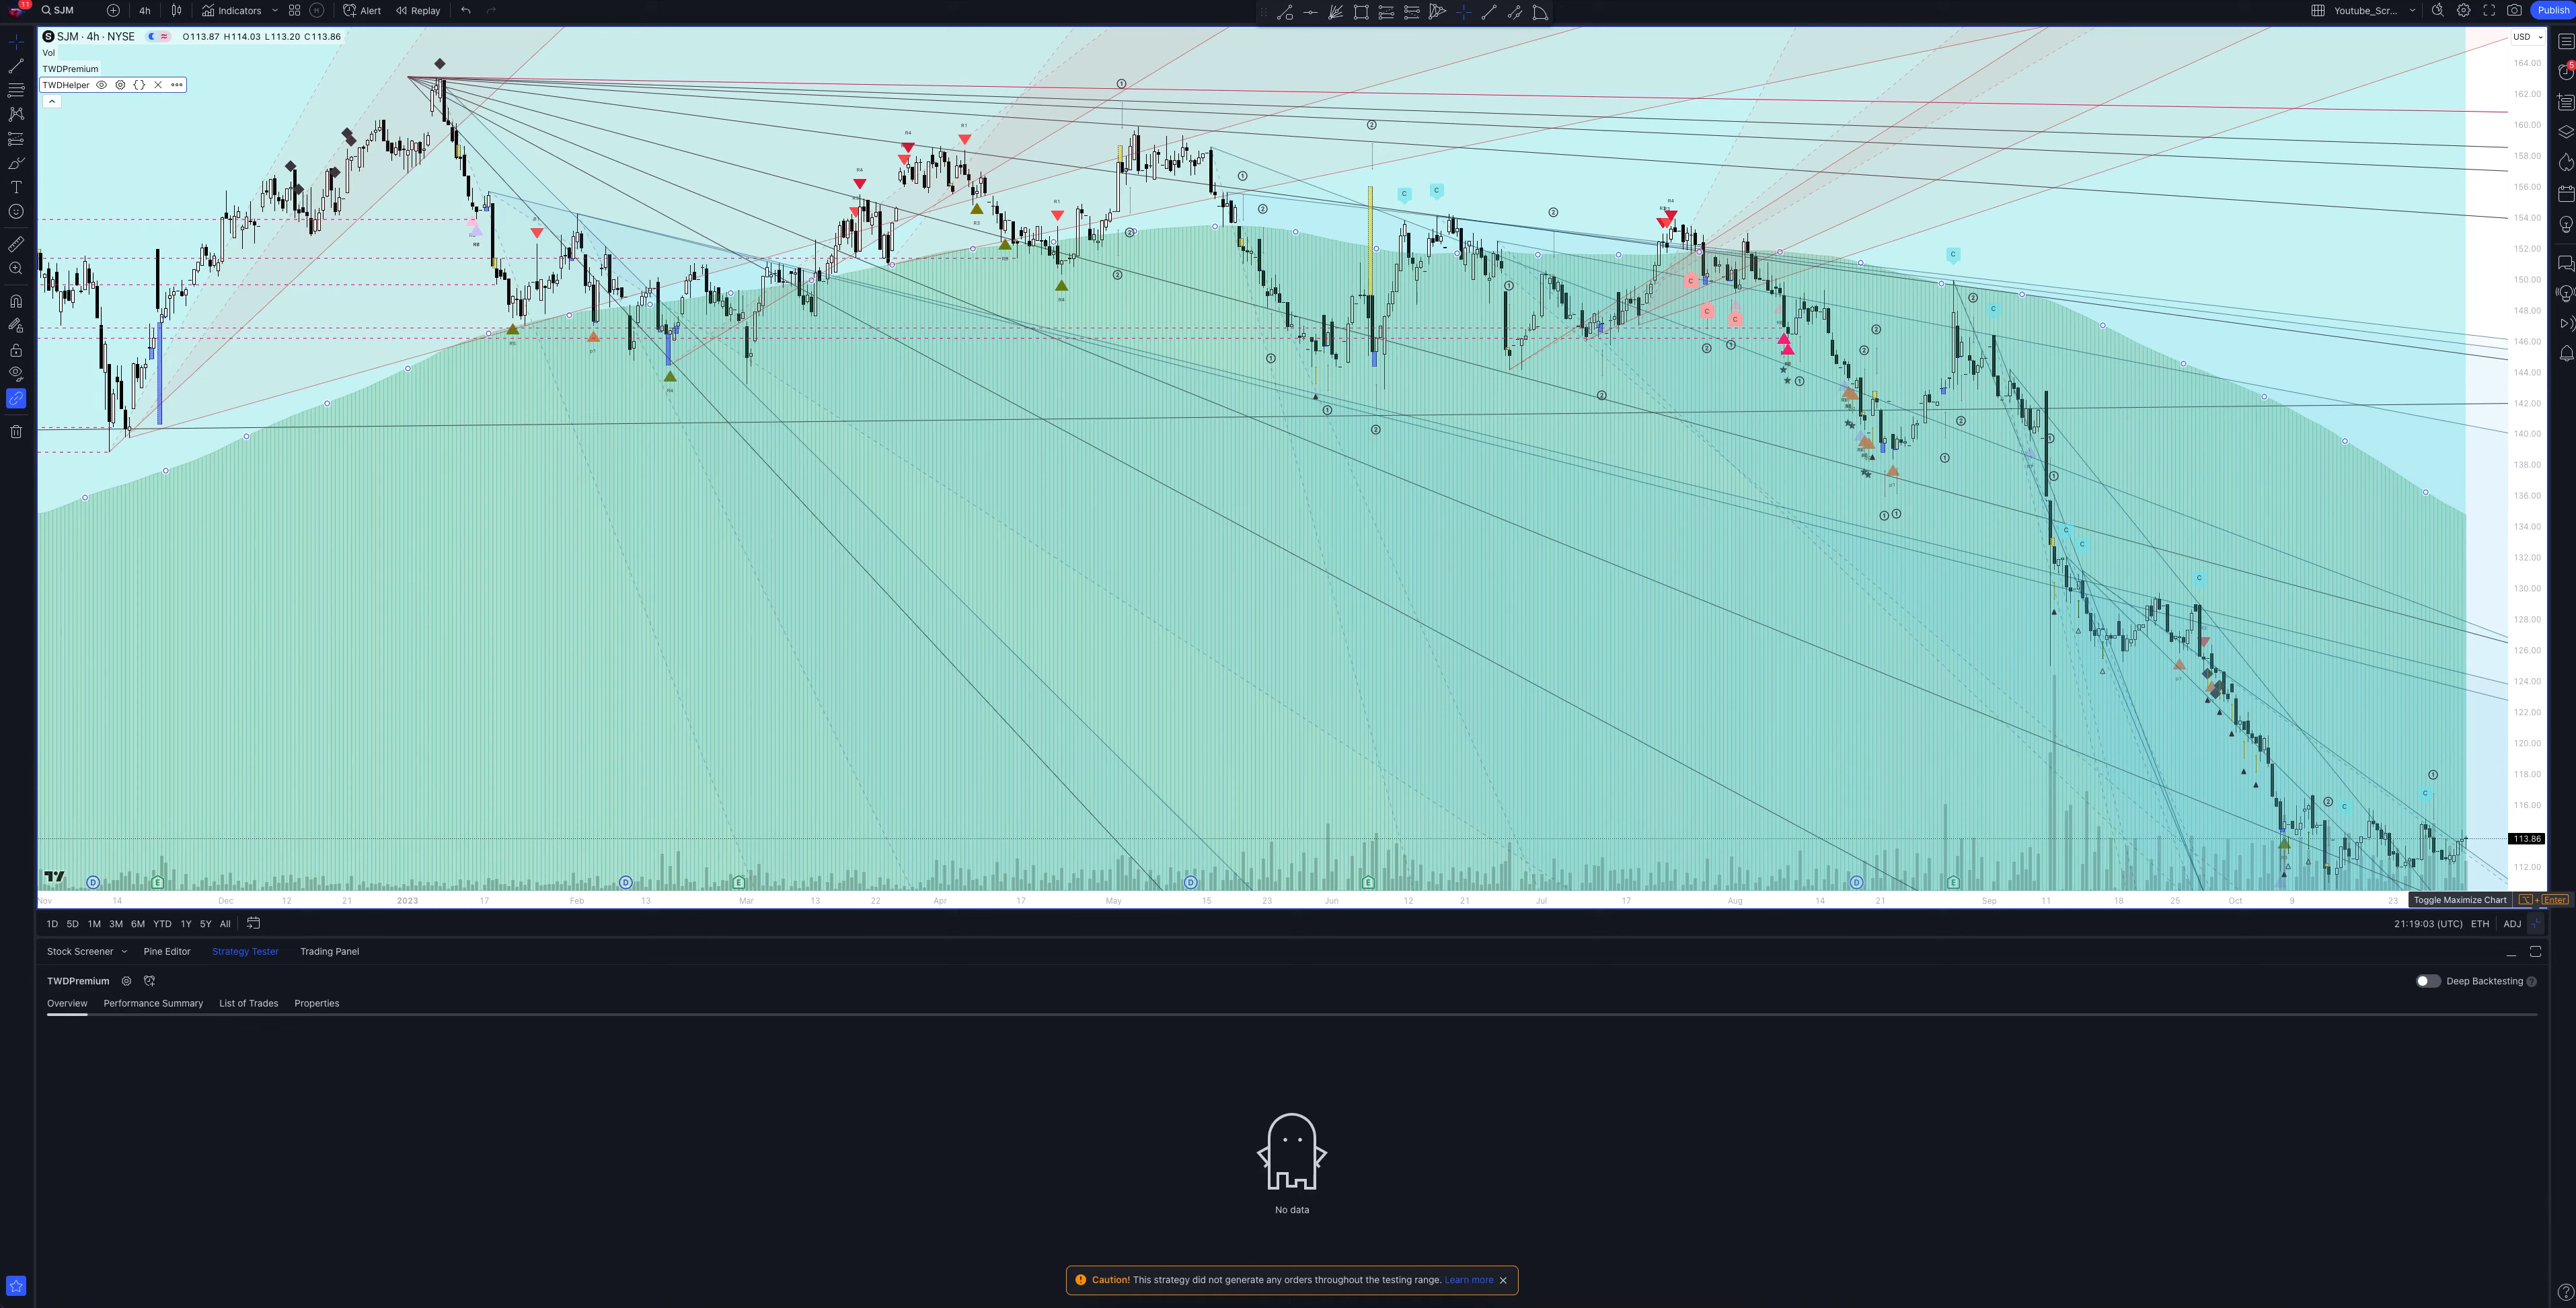 11 SJM 4h Indicators Alert Replay Youtube_Scr... Publish
SJM · 4h · NYSE O113.87 H114.03 L113.20 C113.86 USD
Vol
TWDPremium
TWDHelper
5
164.00
162.00
160.00
158.00
156.00
154.00
152.00
150.00
148.00
146.00
144.00
142.00
140.00
138.00
136.00
134.00
132.00
130.00
128.00
126.00
124.00
122.00
120.00
118.00
116.00
113.86
112.00
D E D E D E D E
Nov 14 Dec 12 21 2023 17 Feb 13 Mar 13 22 Apr 17 May 15 23 Jun 12 20 Jul 17 Aug 14 21 Sep 11 18 25 Oct 9 23
Toggle Maximize Chart ⌥ + Enter
1D 5D 1M 3M 6M YTD 1Y 5Y All 21:19:03 (UTC) ETH ADJ
Stock Screener Pine Editor Strategy Tester Trading Panel
TWDPremium Deep Backtesting
Overview Performance Summary List of Trades Properties
No data
Caution! This strategy did not generate any orders throughout the testing range. Learn more